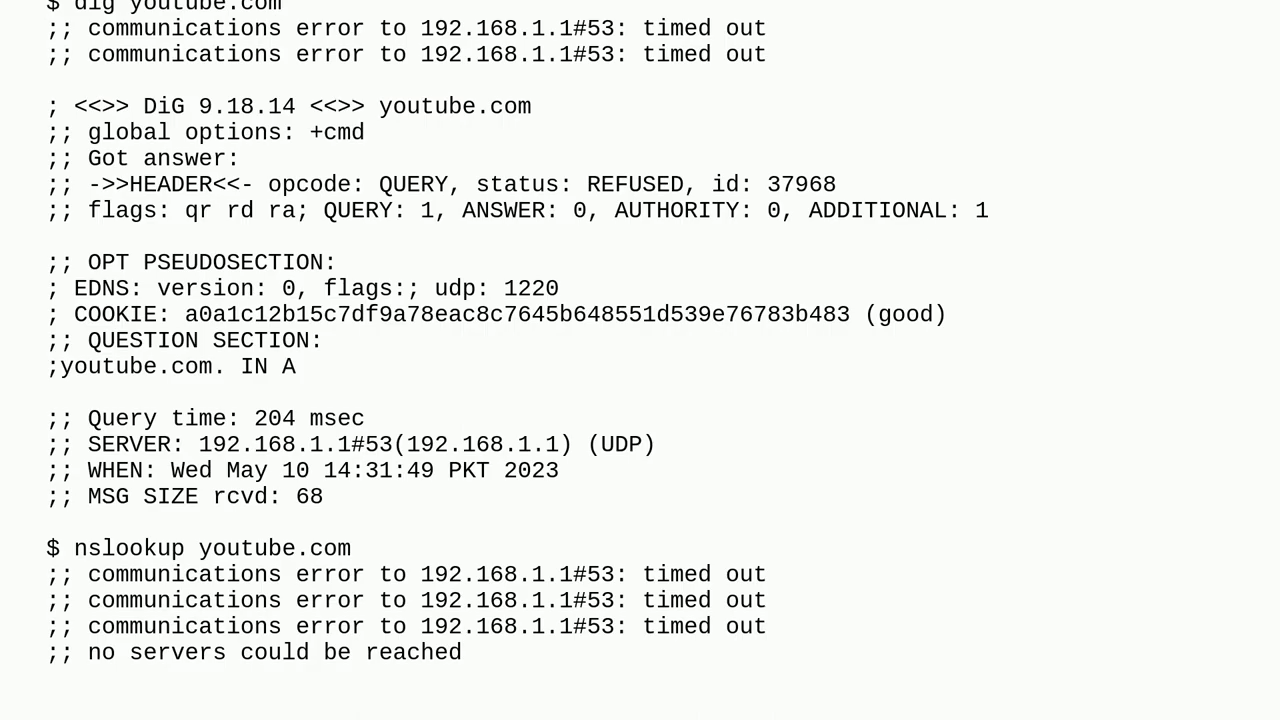 $ dig youtube.com
;; communications error to 192.168.1.1#53: timed out
;; communications error to 192.168.1.1#53: timed out
; <<>> DiG 9.18.14 <<>> youtube.com
;; global options: +cmd
;; Got answer:
;; ->>HEADER<<- opcode: QUERY, status: REFUSED, id: 37968
;; flags: qr rd ra; QUERY: 1, ANSWER: 0, AUTHORITY: 0, ADDITIONAL: 1
;; OPT PSEUDOSECTION:
; EDNS: version: 0, flags:; udp: 1220
; COOKIE: a0a1c12b15c7df9a78eac8c7645b648551d539e76783b483 (good)
;; QUESTION SECTION:
;youtube.com. IN A
;; Query time: 204 msec
;; SERVER: 192.168.1.1#53(192.168.1.1) (UDP)
;; WHEN: Wed May 10 14:31:49 PKT 2023
;; MSG SIZE rcvd: 68
$ nslookup youtube.com
;; communications error to 192.168.1.1#53: timed out
;; communications error to 192.168.1.1#53: timed out
;; communications error to 192.168.1.1#53: timed out
;; no servers could be reached